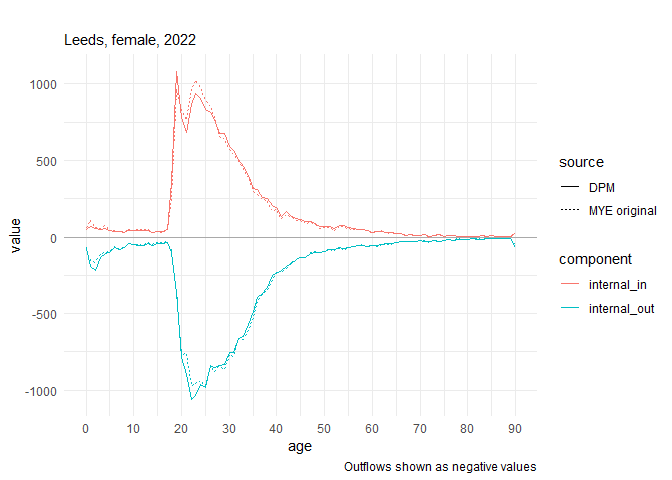 Leeds, female, 2022
1000
500
0
-500
-1000
value
0 10 20 30 40 50 60 70 80 90
age
source
DPM
MYE original
component
internal_in
internal_out
Outflows shown as negative values